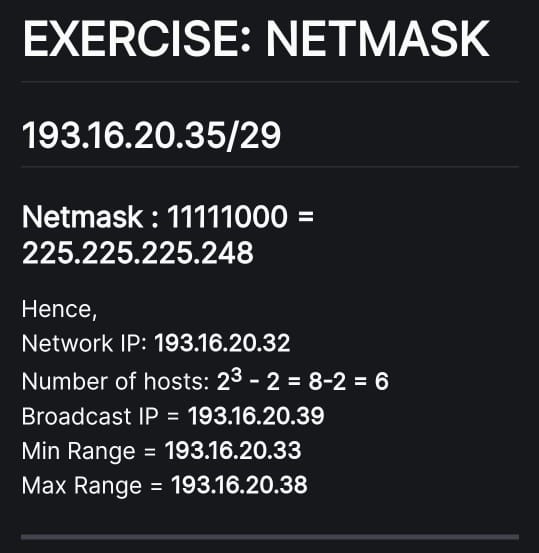 EXERCISE: NETMASK
193.16.20.35/29
Netmask : 11111000 =
225.225.225.248
Hence,
Network IP: 193.16.20.32
Number of hosts: 2³ - 2 = 8-2 = 6
Broadcast IP = 193.16.20.39
Min Range = 193.16.20.33
Max Range = 193.16.20.38